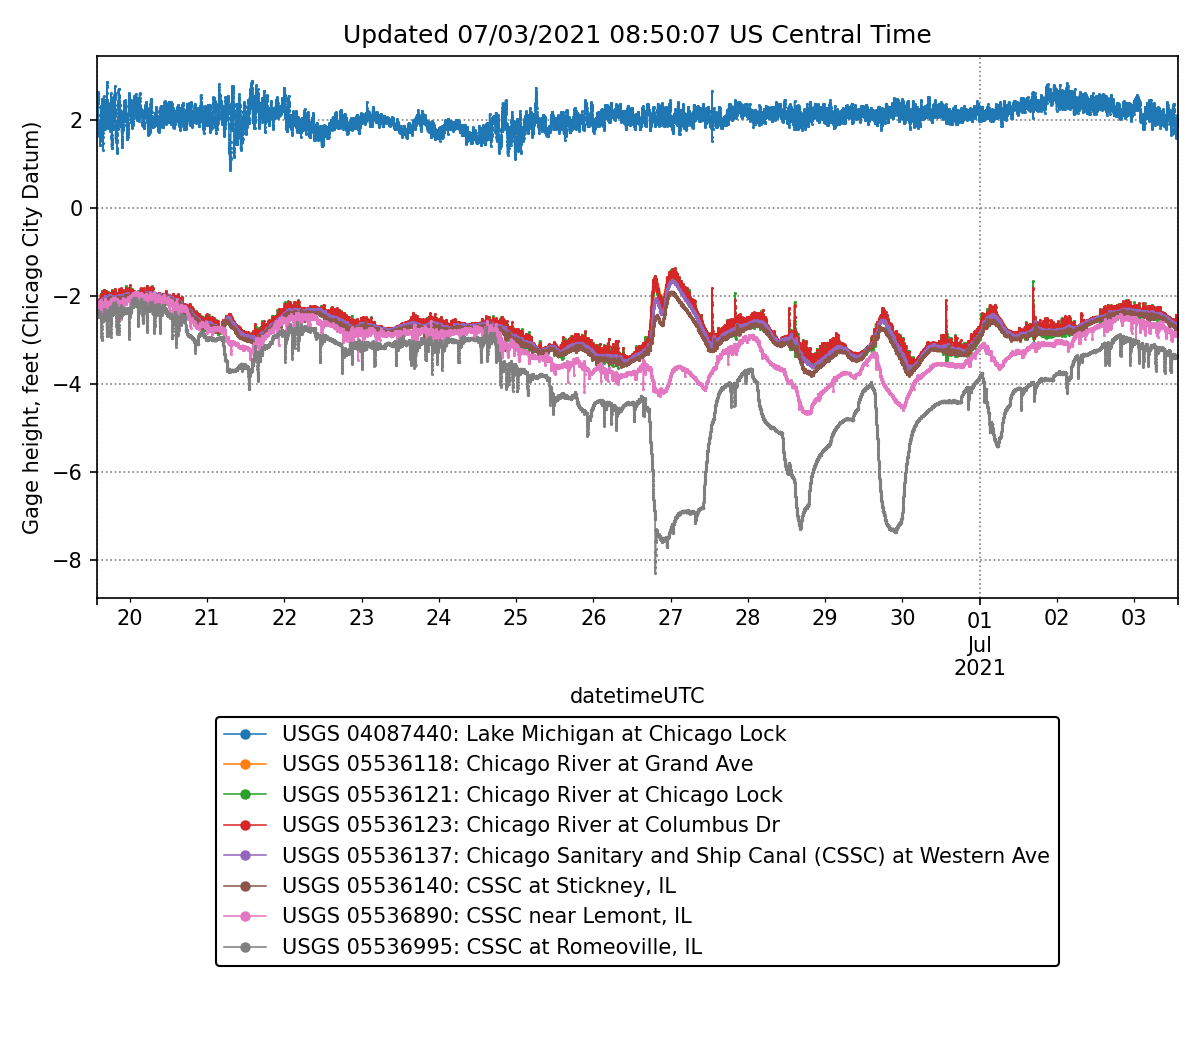 Updated 07/03/2021 08:50:07 US Central Time
Gage height, feet (Chicago City Datum)
2
0
−2
−4
−6
−8
20 21 22 23 24 25 26 27 28 29 30 01 02 03
Jul
2021
datetimeUTC
USGS 04087440: Lake Michigan at Chicago Lock
USGS 05536118: Chicago River at Grand Ave
USGS 05536121: Chicago River at Chicago Lock
USGS 05536123: Chicago River at Columbus Dr
USGS 05536137: Chicago Sanitary and Ship Canal (CSSC) at Western Ave
USGS 05536140: CSSC at Stickney, IL
USGS 05536890: CSSC near Lemont, IL
USGS 05536995: CSSC at Romeoville, IL